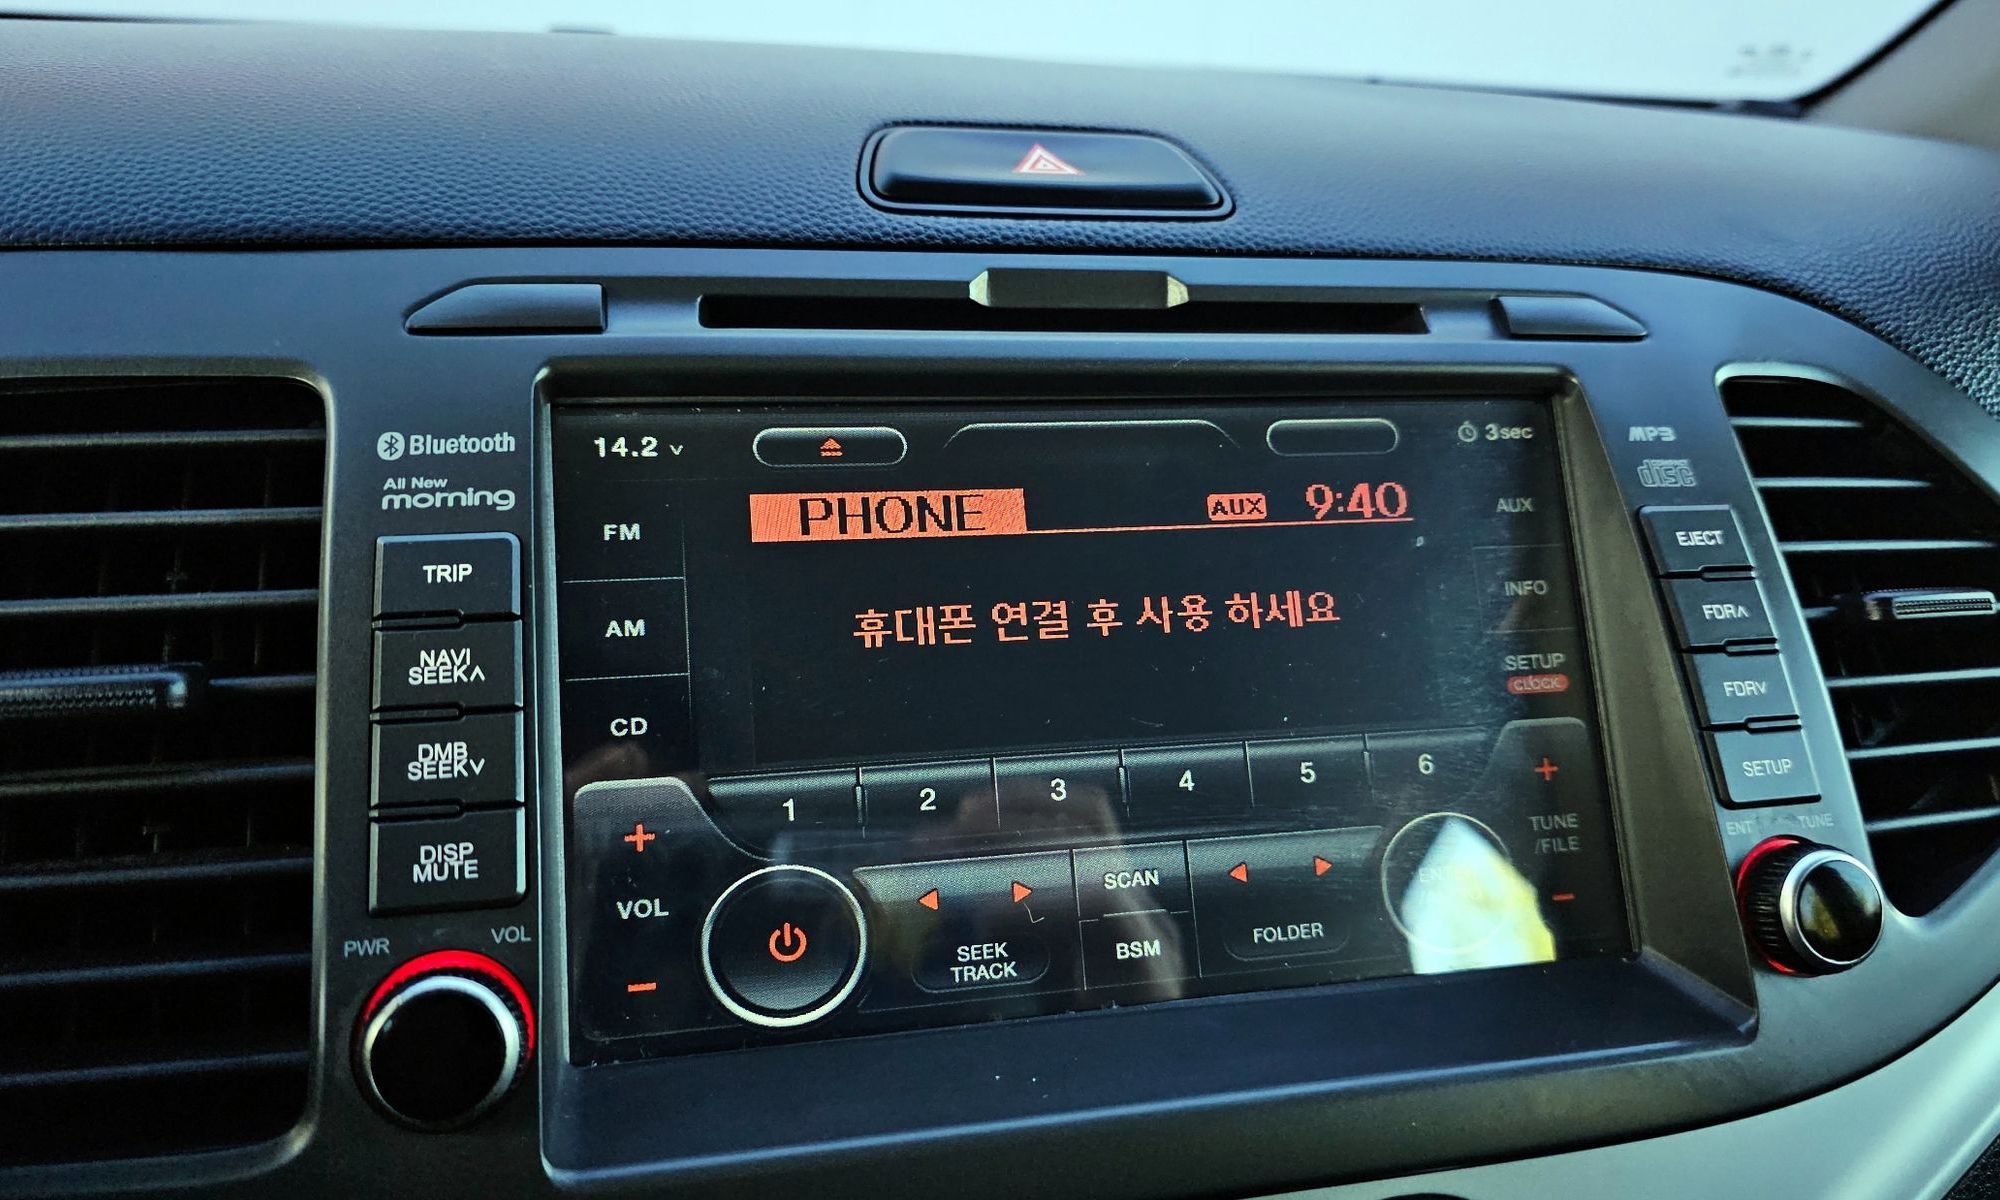 Bluetooth
All New
morning
TRIP
NAVI
SEEK∧
DMB
SEEK∨
DISP
MUTE
PWR
VOL
14.2 v
3sec
FM
AM
CD
PHONE
AUX
9:40
휴대폰 연결 후 사용 하세요
AUX
INFO
SETUP
CLOCK
1
2
3
4
5
6
+
VOL
-
SEEK
TRACK
SCAN
BSM
FOLDER
+
TUNE
/FILE
-
MP3
COMPACT
disc
EJECT
FDR∧
FDR∨
SETUP
ENT
TUNE